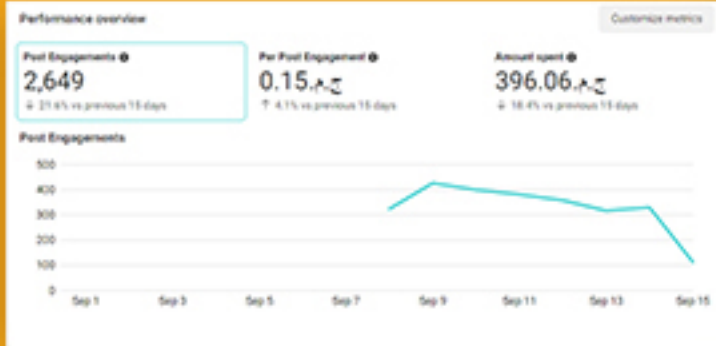 Performance overview
Customize metrics
Post Engagements
Per Post Engagement
Amount spent
2,649
0.15ج.م.
396.06ج.م.
↓ 21.6% vs previous 15 days
↑ 4.1% vs previous 15 days
↓ 18.4% vs previous 15 days
Post Engagements
500
400
300
200
100
0
Sep 1 Sep 3 Sep 5 Sep 7 Sep 9 Sep 11 Sep 13 Sep 15